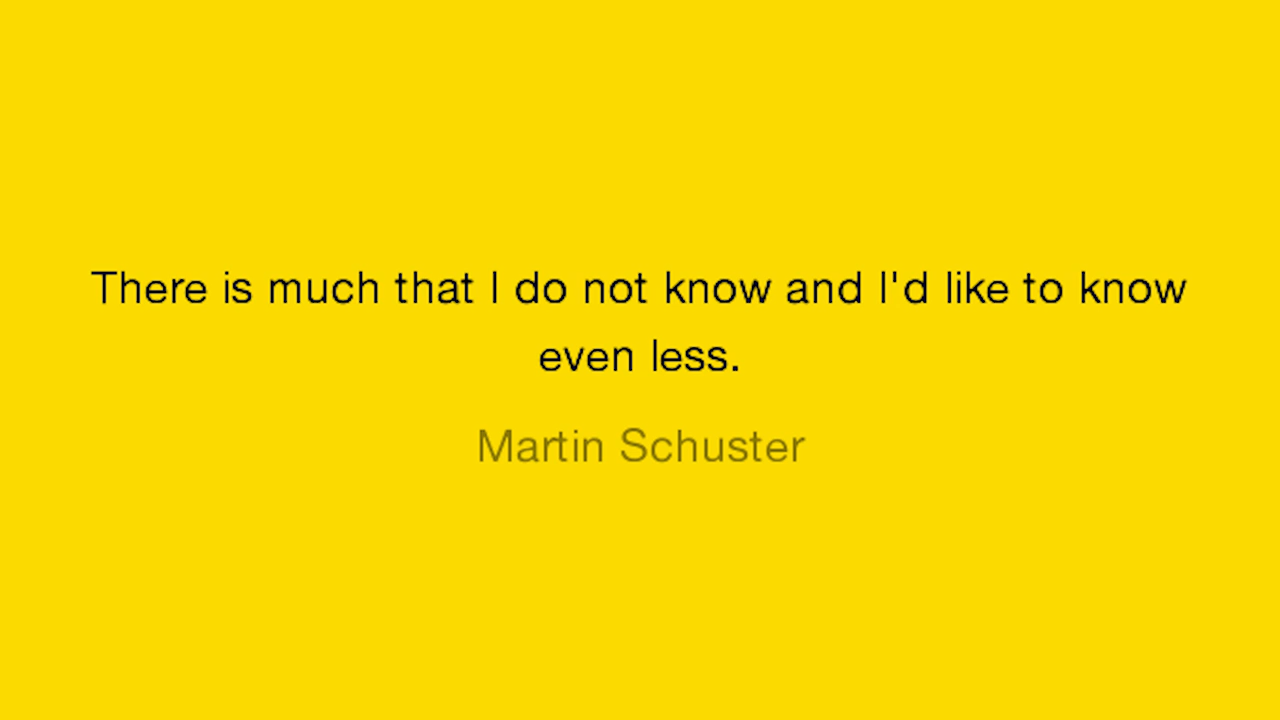 There is much that I do not know and I'd like to know
even less.
Martin Schuster